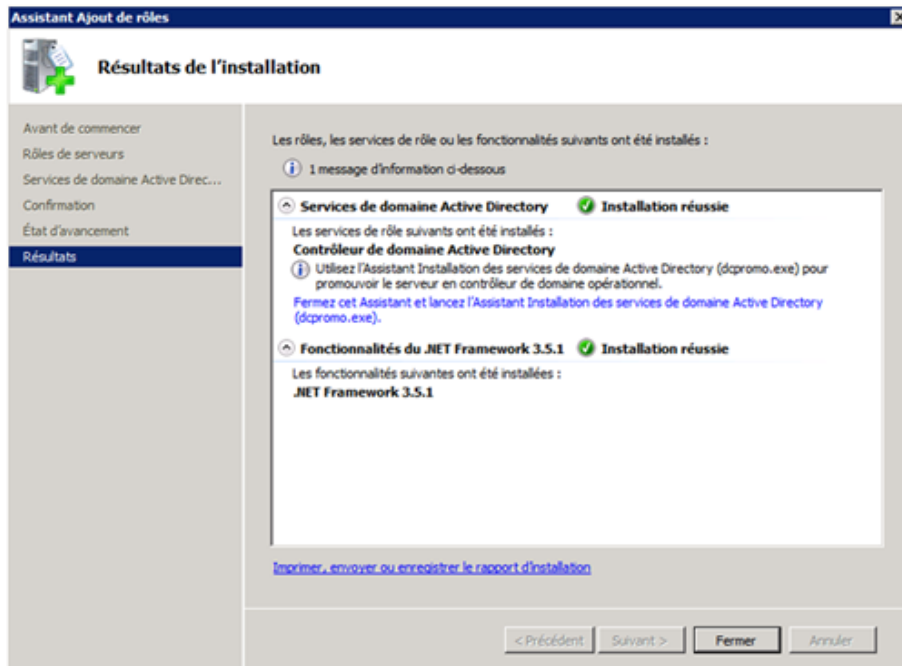 Assistant Ajout de rôles
Résultats de l'installation
Avant de commencer
Rôles de serveurs
Services de domaine Active Direc...
Confirmation
État d'avancement
Résultats
Les rôles, les services de rôle ou les fonctionnalités suivants ont été installés :
1 message d'information ci-dessous
Services de domaine Active Directory Installation réussie
Les services de rôle suivants ont été installés :
Contrôleur de domaine Active Directory
Utilisez l'Assistant Installation des services de domaine Active Directory (dcpromo.exe) pour
promouvoir le serveur en contrôleur de domaine opérationnel.
Fermez cet Assistant et lancez l'Assistant Installation des services de domaine Active Directory
(dcpromo.exe).
Fonctionnalités du .NET Framework 3.5.1 Installation réussie
Les fonctionnalités suivantes ont été installées :
.NET Framework 3.5.1
Imprimer, envoyer ou enregistrer le rapport d'installation
< Précédent Suivant > Fermer Annuler